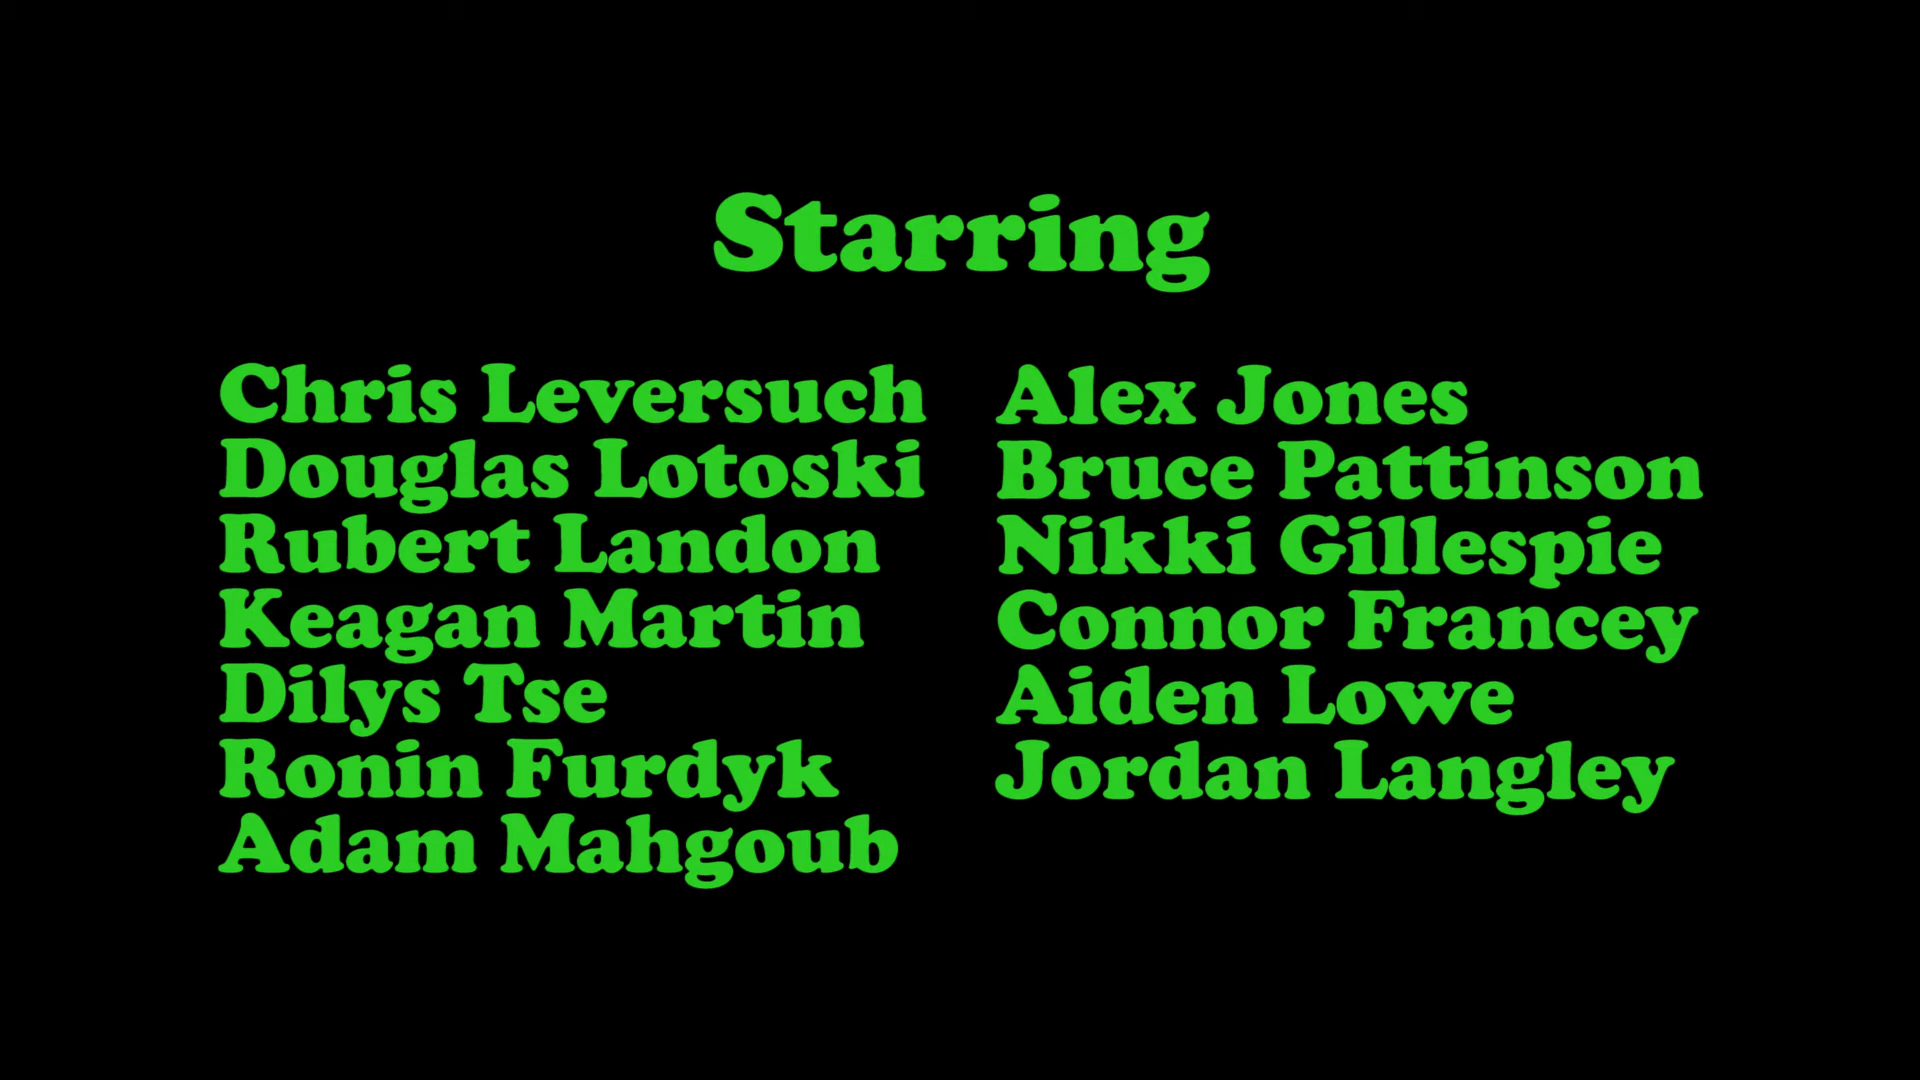 Starring
Chris Leversuch
Douglas Lotoski
Rubert Landon
Keagan Martin
Dilys Tse
Ronin Furdyk
Adam Mahgoub
Alex Jones
Bruce Pattinson
Nikki Gillespie
Connor Francey
Aiden Lowe
Jordan Langley